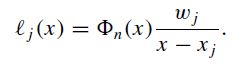 ℓ_j(x) = Φ_n(x) w_j / (x − x_j).